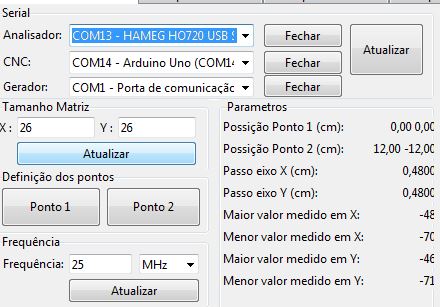 Serial
Analisador: COM13 - HAMEG HO720 USB S Fechar
CNC: COM14 - Arduino Uno (COM14 Fechar Atualizar
Gerador: COM1 - Porta de comunicação Fechar
Tamanho Matriz
X : 26 Y : 26
Atualizar
Definição dos pontos
Ponto 1 Ponto 2
Frequência
Frequência: 25 MHz
Atualizar
Parametros
Possição Ponto 1 (cm): 0,00 0,00
Possição Ponto 2 (cm): 12,00 -12,00
Passo eixo X (cm): 0,4800
Passo eixo Y (cm): 0,4800
Maior valor medido em X: -48
Menor valor medido em X: -70
Maior valor medido em Y: -46
Menor valor medido em Y: -71